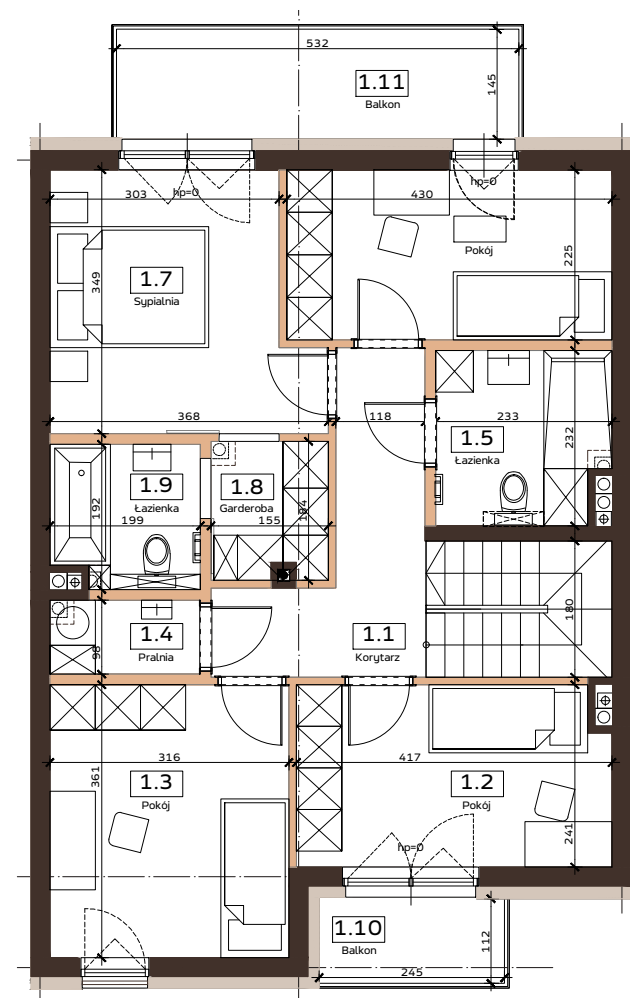 532
1.11
Balkon
145
303
hp=0
430
hp=0
Pokój
225
349
1.7
Sypialnia
368
118
233
1.5
Łazienka
232
192
1.9
Łazienka
199
1.8
Garderoba
155
184
1.4
Pralnia
98
1.1
Korytarz
180
316
417
361
1.3
Pokój
1.2
Pokój
hp=0
241
1.10
Balkon
112
245